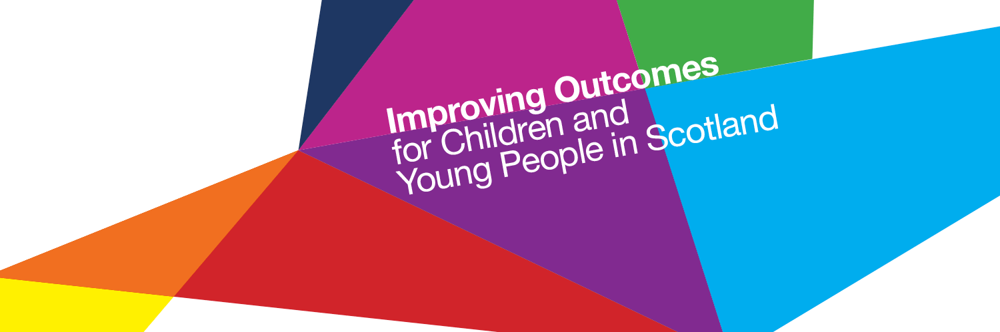 Improving Outcomes
for Children and
Young People in Scotland